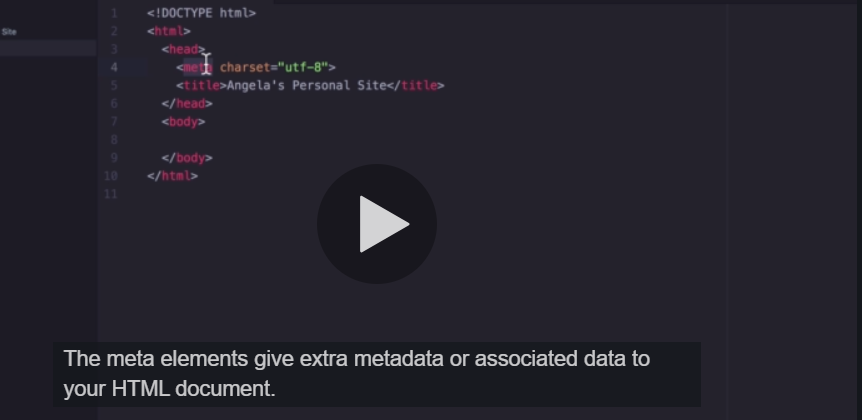 Site
1 <!DOCTYPE html>
2 <html>
3 <head>
4 <meta charset="utf-8">
5 <title>Angela's Personal Site</title>
6 </head>
7 <body>
8
9 </body>
10 </html>
11
The meta elements give extra metadata or associated data to
your HTML document.